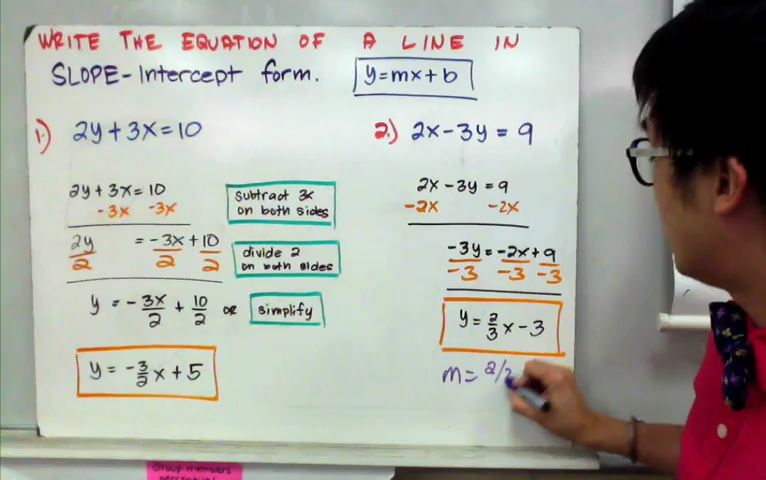 WRITE THE EQUATION OF A LINE IN
SLOPE-Intercept form. y=mx+b
1.) 2y+3x=10
2y+3x=10
-3x -3x
subtract 3x
on both sides
2y = -3x+10
2 2 2
divide 2
on both sides
y = -3x/2 + 10/2 or
simplify
y = -3/2 x + 5
2.) 2x-3y=9
2x-3y=9
-2x -2x
-3y=-2x+9
-3 -3 -3
y = 2/3 x - 3
m= 2/
Group members